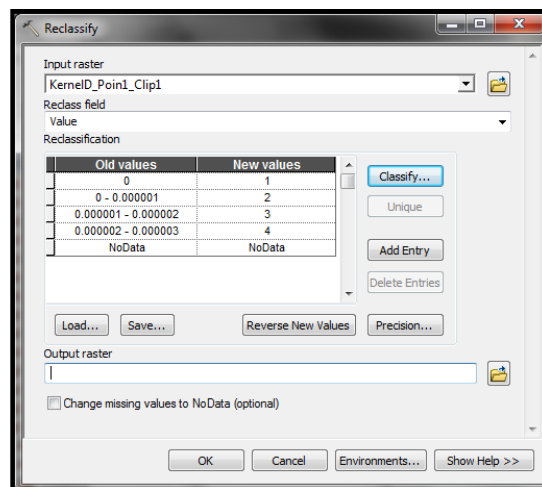 Reclassify
Input raster
KernelD_Poin1_Clip1
Reclass field
Value
Reclassification
Old values New values
0 1
0 - 0.000001 2
0.000001 - 0.000002 3
0.000002 - 0.000003 4
NoData NoData
Classify...
Unique
Add Entry
Delete Entries
Load... Save... Reverse New Values Precision...
Output raster
Change missing values to NoData (optional)
OK Cancel Environments... Show Help >>